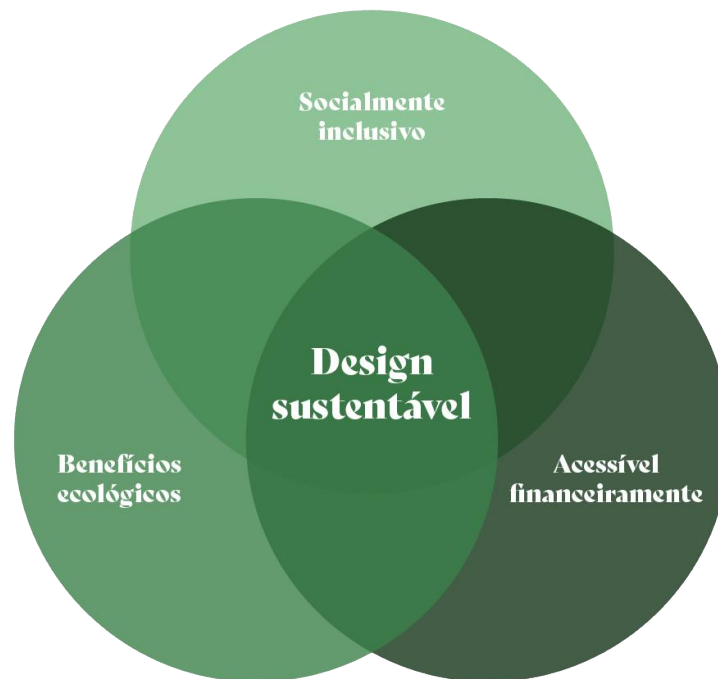 Socialmente
inclusivo
Design
sustentável
Benefícios
ecológicos
Acessível
financeiramente